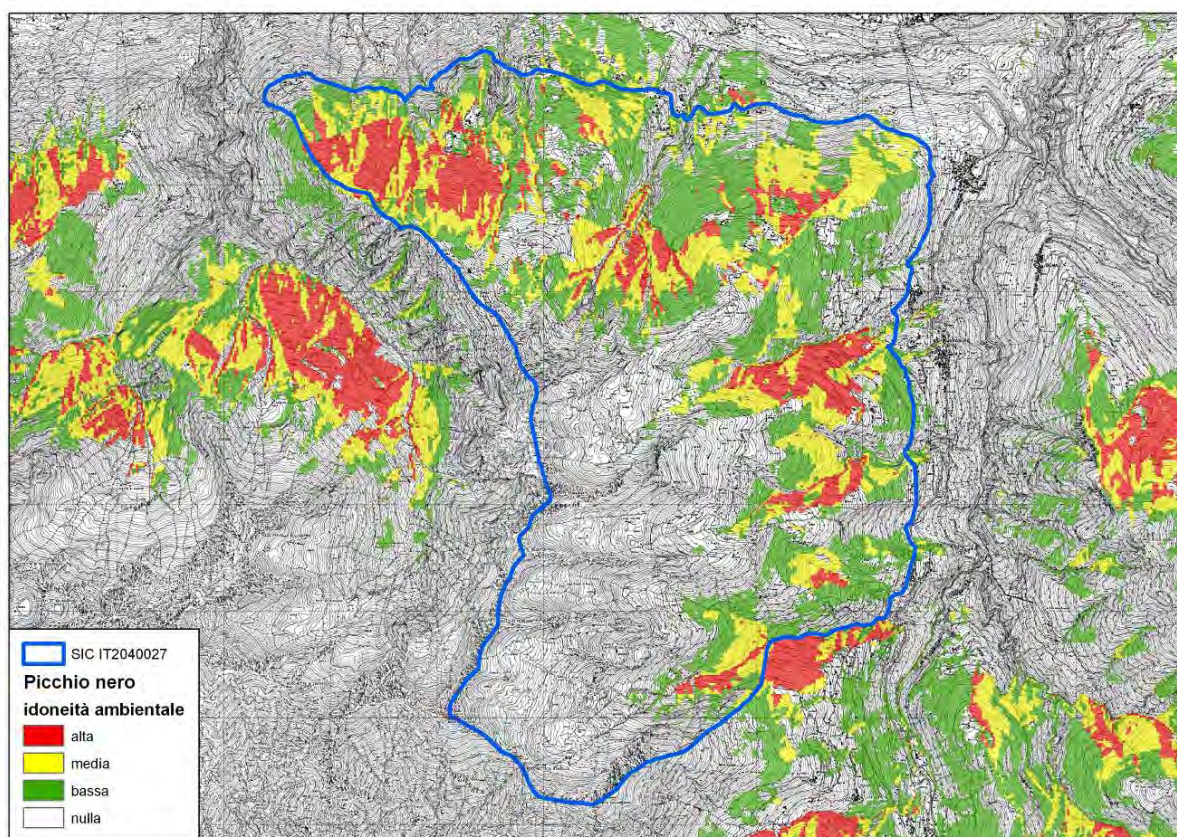 SIC IT2040027
Picchio nero
idoneità ambientale
alta
media
bassa
nulla